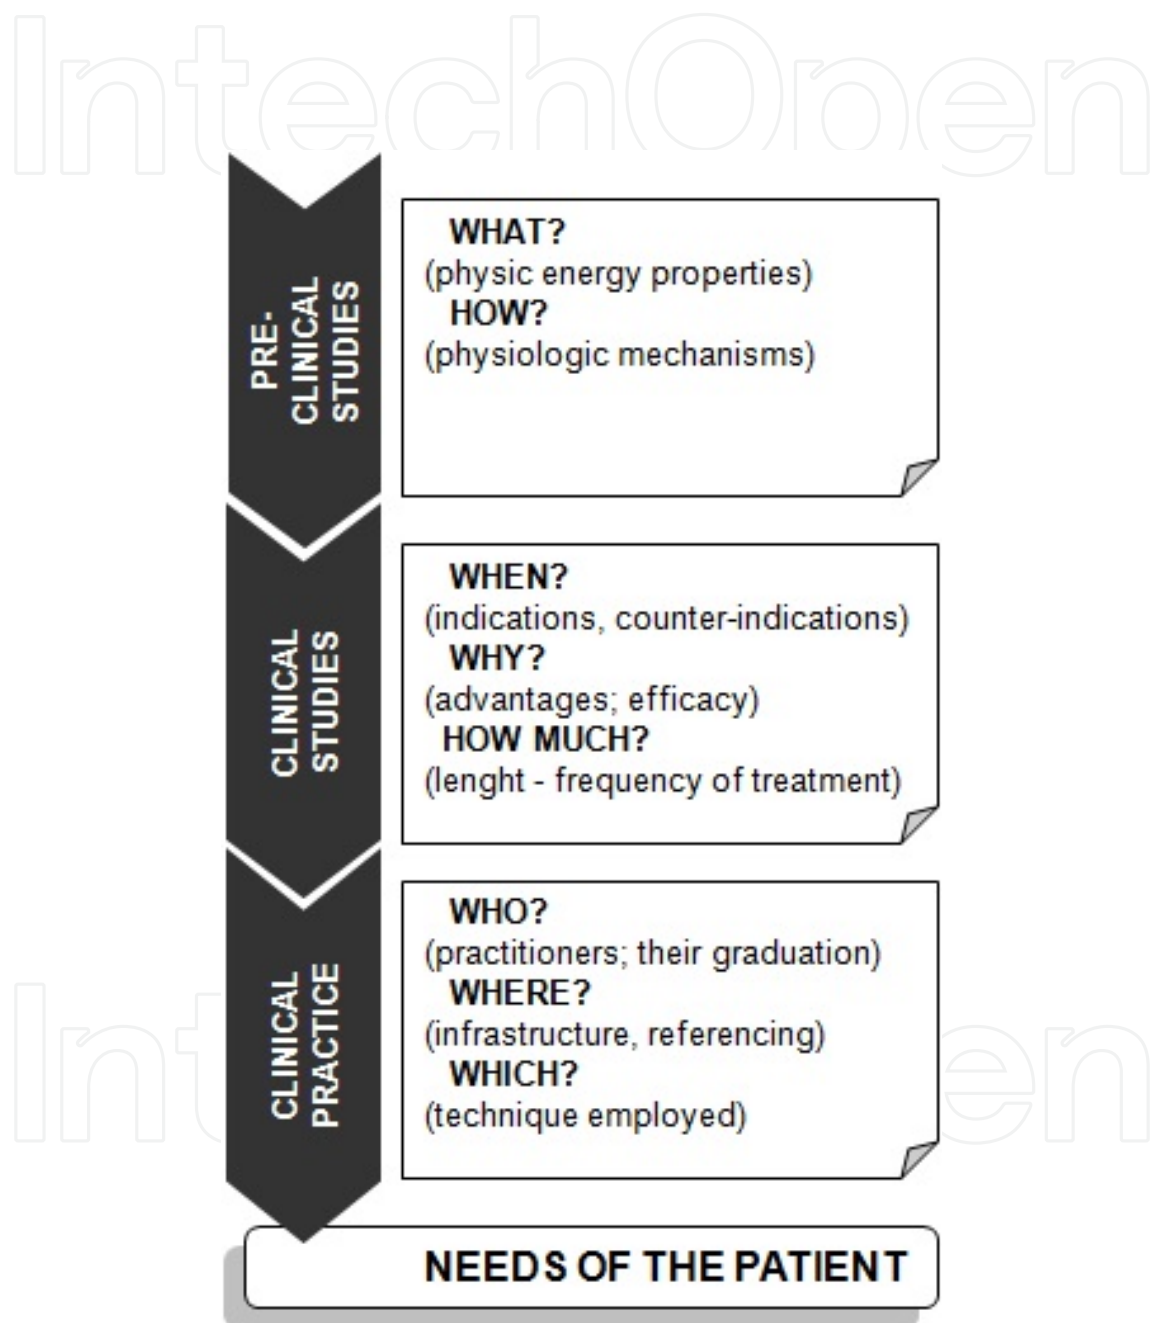 IntechOpen
PRE-
CLINICAL
STUDIES
WHAT?
(physic energy properties)
HOW?
(physiologic mechanisms)
CLINICAL
STUDIES
WHEN?
(indications, counter-indications)
WHY?
(advantages; efficacy)
HOW MUCH?
(lenght - frequency of treatment)
CLINICAL
PRACTICE
WHO?
(practitioners; their graduation)
WHERE?
(infrastructure, referencing)
WHICH?
(technique employed)
Int en
NEEDS OF THE PATIENT